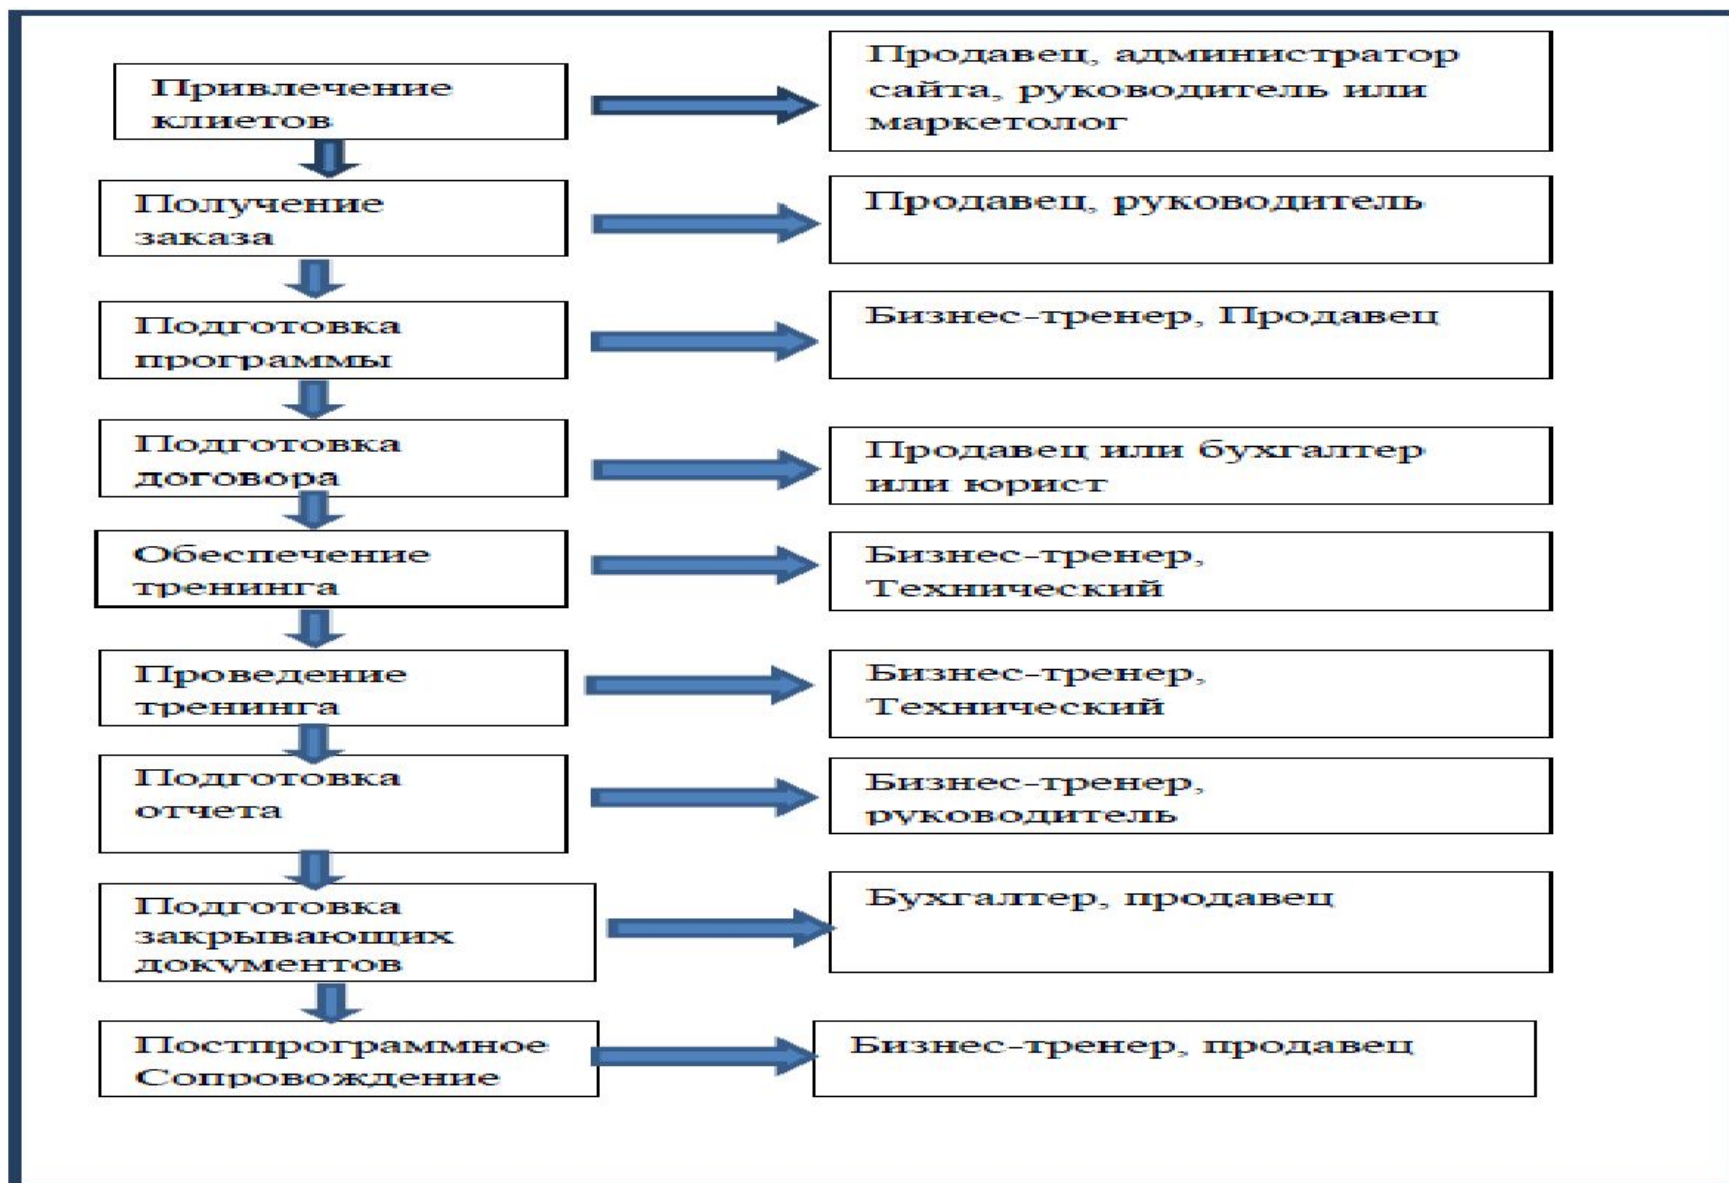 Привлечение
клиетов
Продавец, администратор
сайта, руководитель или
маркетолог
Получение
заказа
Продавец, руководитель
Подготовка
программы
Бизнес-тренер, Продавец
Подготовка
договора
Продавец или бухгалтер
или юрист
Обеспечение
тренинга
Бизнес-тренер,
Технический
Проведение
тренинга
Бизнес-тренер,
Технический
Подготовка
отчета
Бизнес-тренер,
руководитель
Подготовка
закрывающих
документов
Бухгалтер, продавец
Постпрограммное
Сопровождение
Бизнес-тренер, продавец